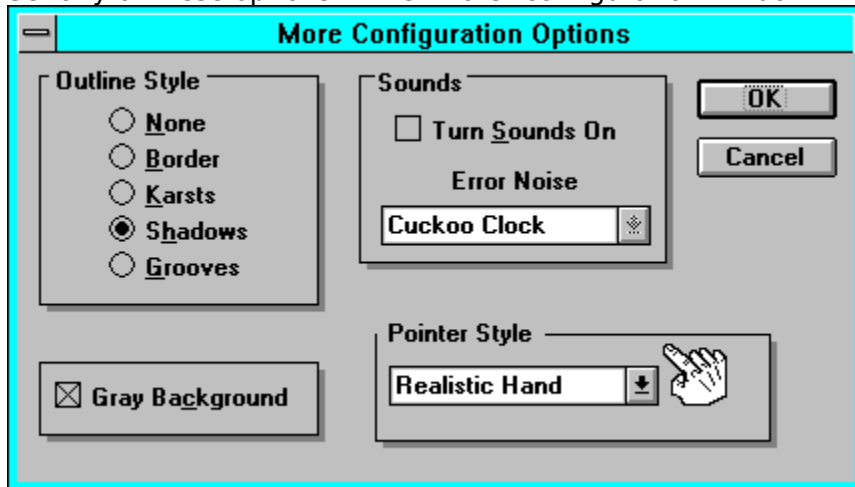 More Configuration Options
Outline Style
None
Border
Karsts
Shadows
Grooves
Sounds
Turn Sounds On
Error Noise
Cuckoo Clock
OK
Cancel
Gray Background
Pointer Style
Realistic Hand